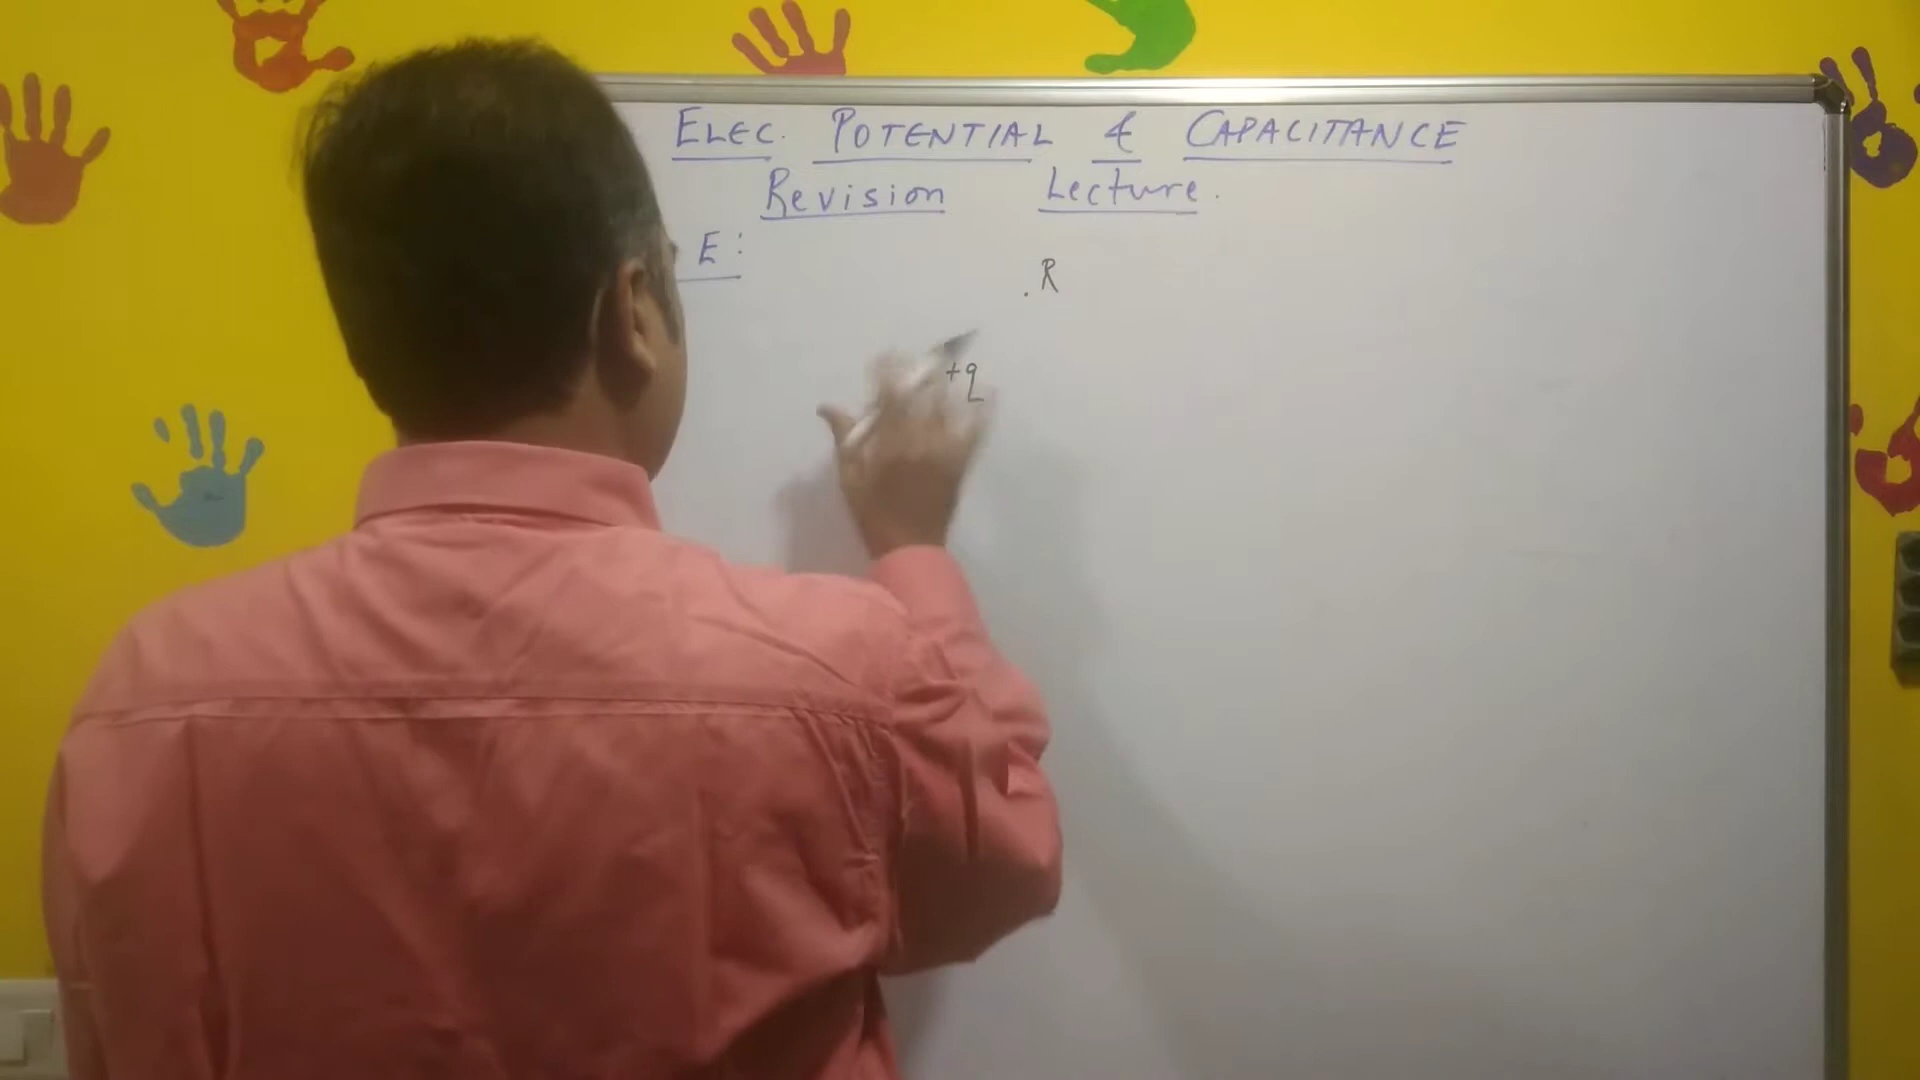 ELEC. POTENTIAL & CAPACITANCE
Revision Lecture.
E:
. R
+q